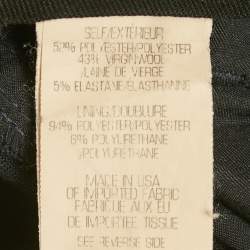 SELF/EXTÉRIEUR
52% POLYESTER/POLYESTER
43% VIRGIN WOOL
LAINE DE VIERGE
5% ELASTANE/ELASTHANNE
LINING/DOUBLURE
94% POLYESTER/POLYESTER
6% POLYURETHANE
/POLYURETHANE
MADE IN USA
OF IMPORTED FABRIC
FABRIQUE AUX EU
DE IMPORTEE TISSUE
SEE REVERSE SIDE